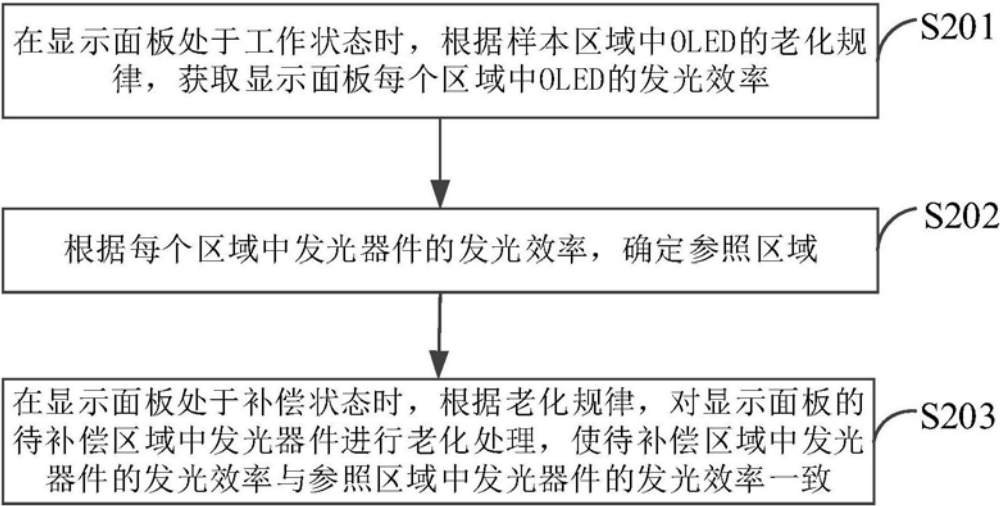 在显示面板处于工作状态时，根据样本区域中OLED的老化规
律，获取显示面板每个区域中OLED的发光效率
S201
根据每个区域中发光器件的发光效率，确定参照区域
S202
在显示面板处于补偿状态时，根据老化规律，对显示面板的
待补偿区域中发光器件进行老化处理，使待补偿区域中发光
器件的发光效率与参照区域中发光器件的发光效率一致
S203